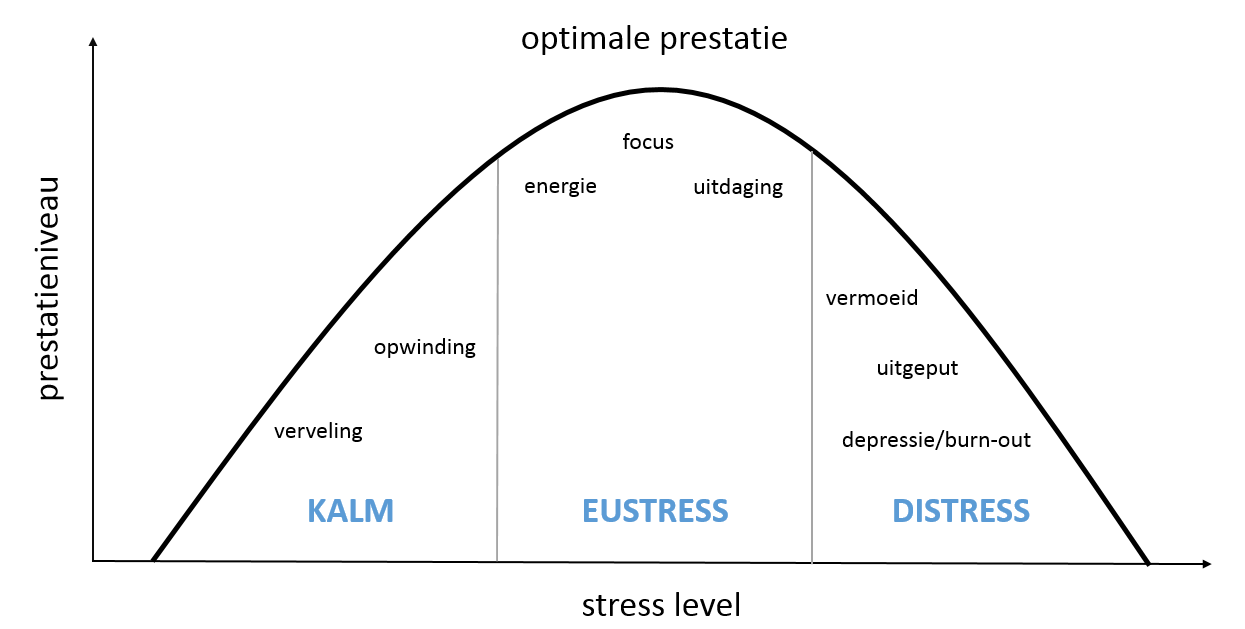 optimale prestatie
focus
energie
uitdaging
vermoeid
opwinding
uitgeput
verveling
depressie/burn-out
KALM
EUSTRESS
DISTRESS
prestatieniveau
stress level